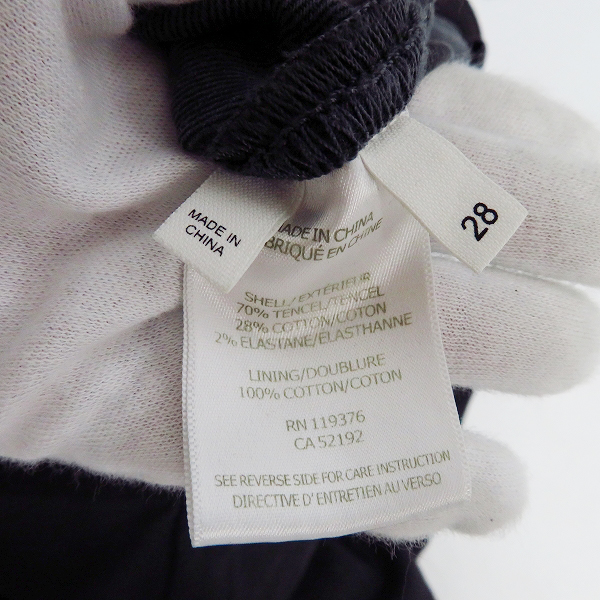 MADE IN
CHINA
28
MADE IN CHINA
FABRIQUÉ EN CHINE
SHELL/EXTÉRIEUR
70% TENCEL/TENCEL
28% COTTON/COTON
2% ELASTANE/ÉLASTHANNE
LINING/DOUBLURE
100% COTTON/COTON
RN 119376
CA 52192
SEE REVERSE SIDE FOR CARE INSTRUCTION
DIRECTIVE D'ENTRETIEN AU VERSO